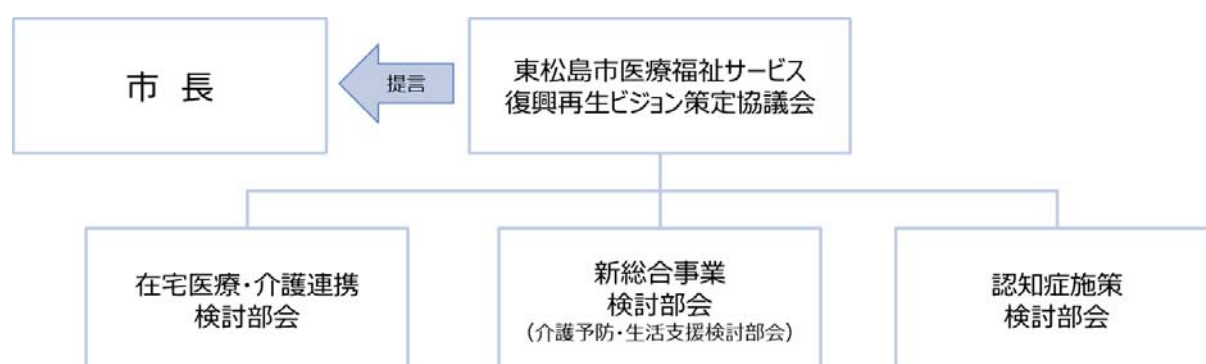 市 長
提言
東松島市医療福祉サービス
復興再生ビジョン策定協議会
在宅医療・介護連携
検討部会
新総合事業
検討部会
（介護予防・生活支援検討部会）
認知症施策
検討部会